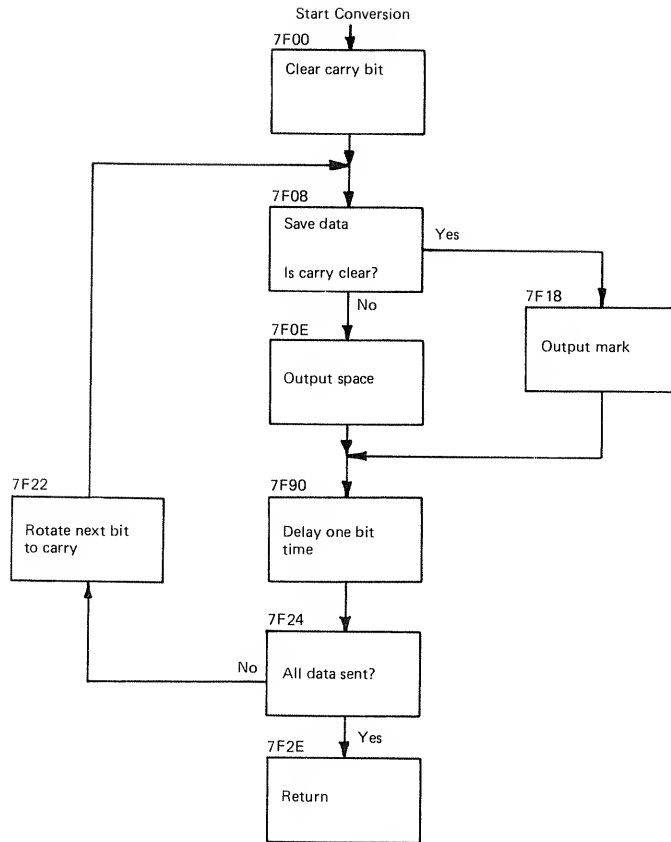 Start Conversion
7F00
Clear carry bit
7F08
Save data
Is carry clear?
Yes
No
7F18
Output mark
7F0E
Output space
7F90
Delay one bit
time
7F22
Rotate next bit
to carry
7F24
All data sent?
No
Yes
7F2E
Return